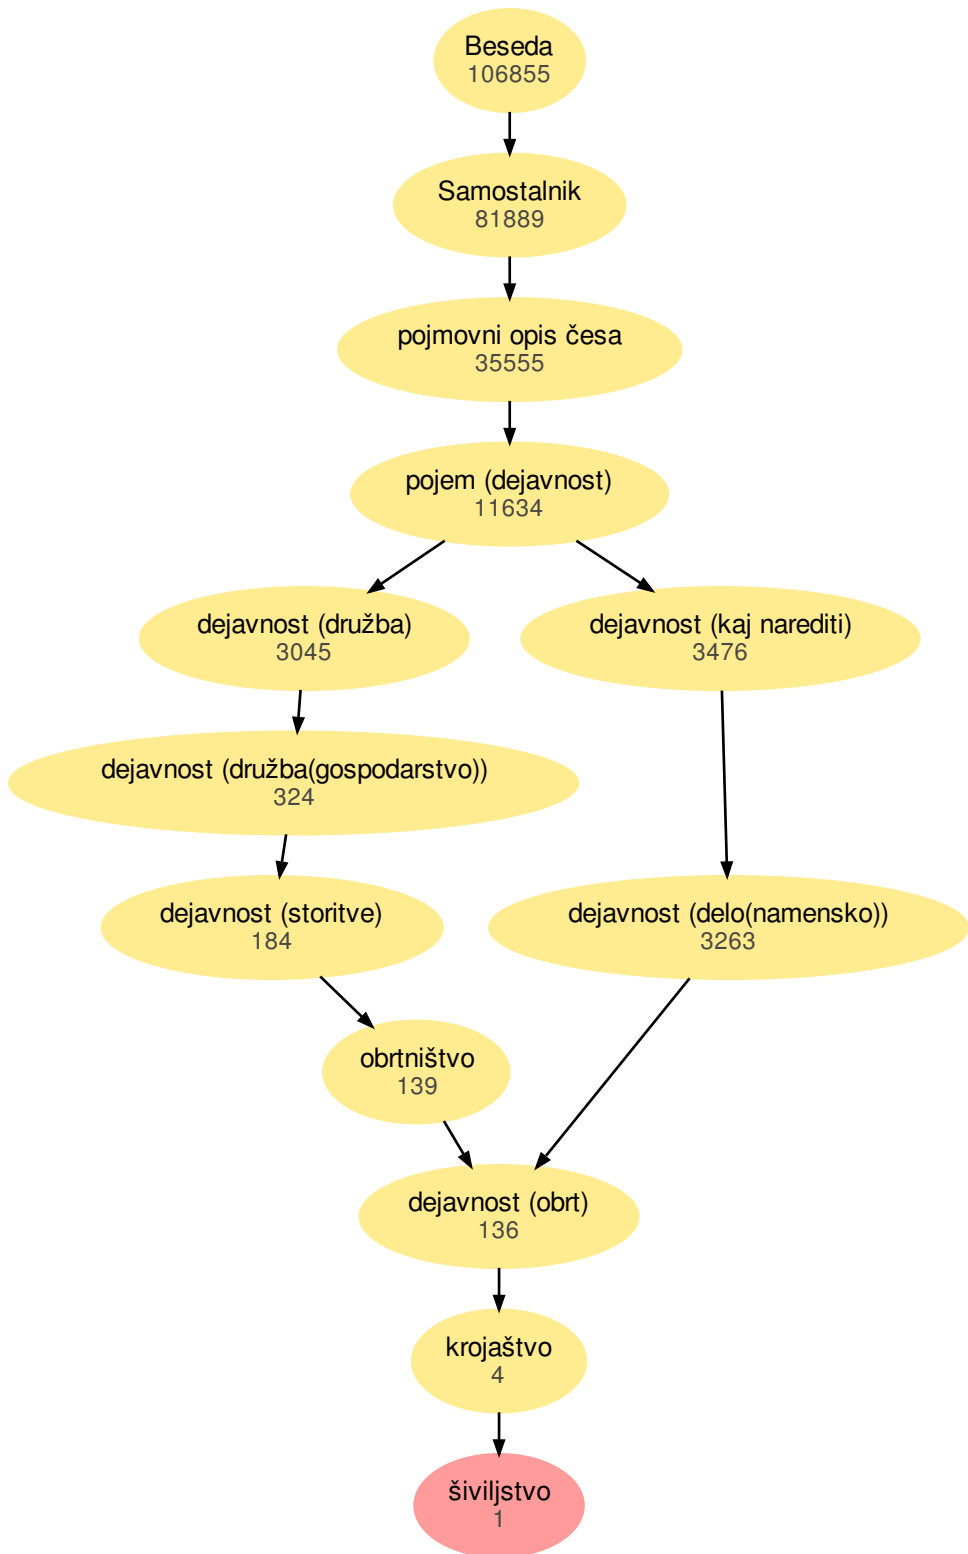 Beseda
106855
Samostalnik
81889
pojmovni opis česa
35555
pojem (dejavnost)
11634
dejavnost (družba)
3045
dejavnost (kaj narediti)
3476
dejavnost (družba(gospodarstvo))
324
dejavnost (storitve)
184
dejavnost (delo(namensko))
3263
obrtništvo
139
dejavnost (obrt)
136
krojaštvo
4
šiviljstvo
1